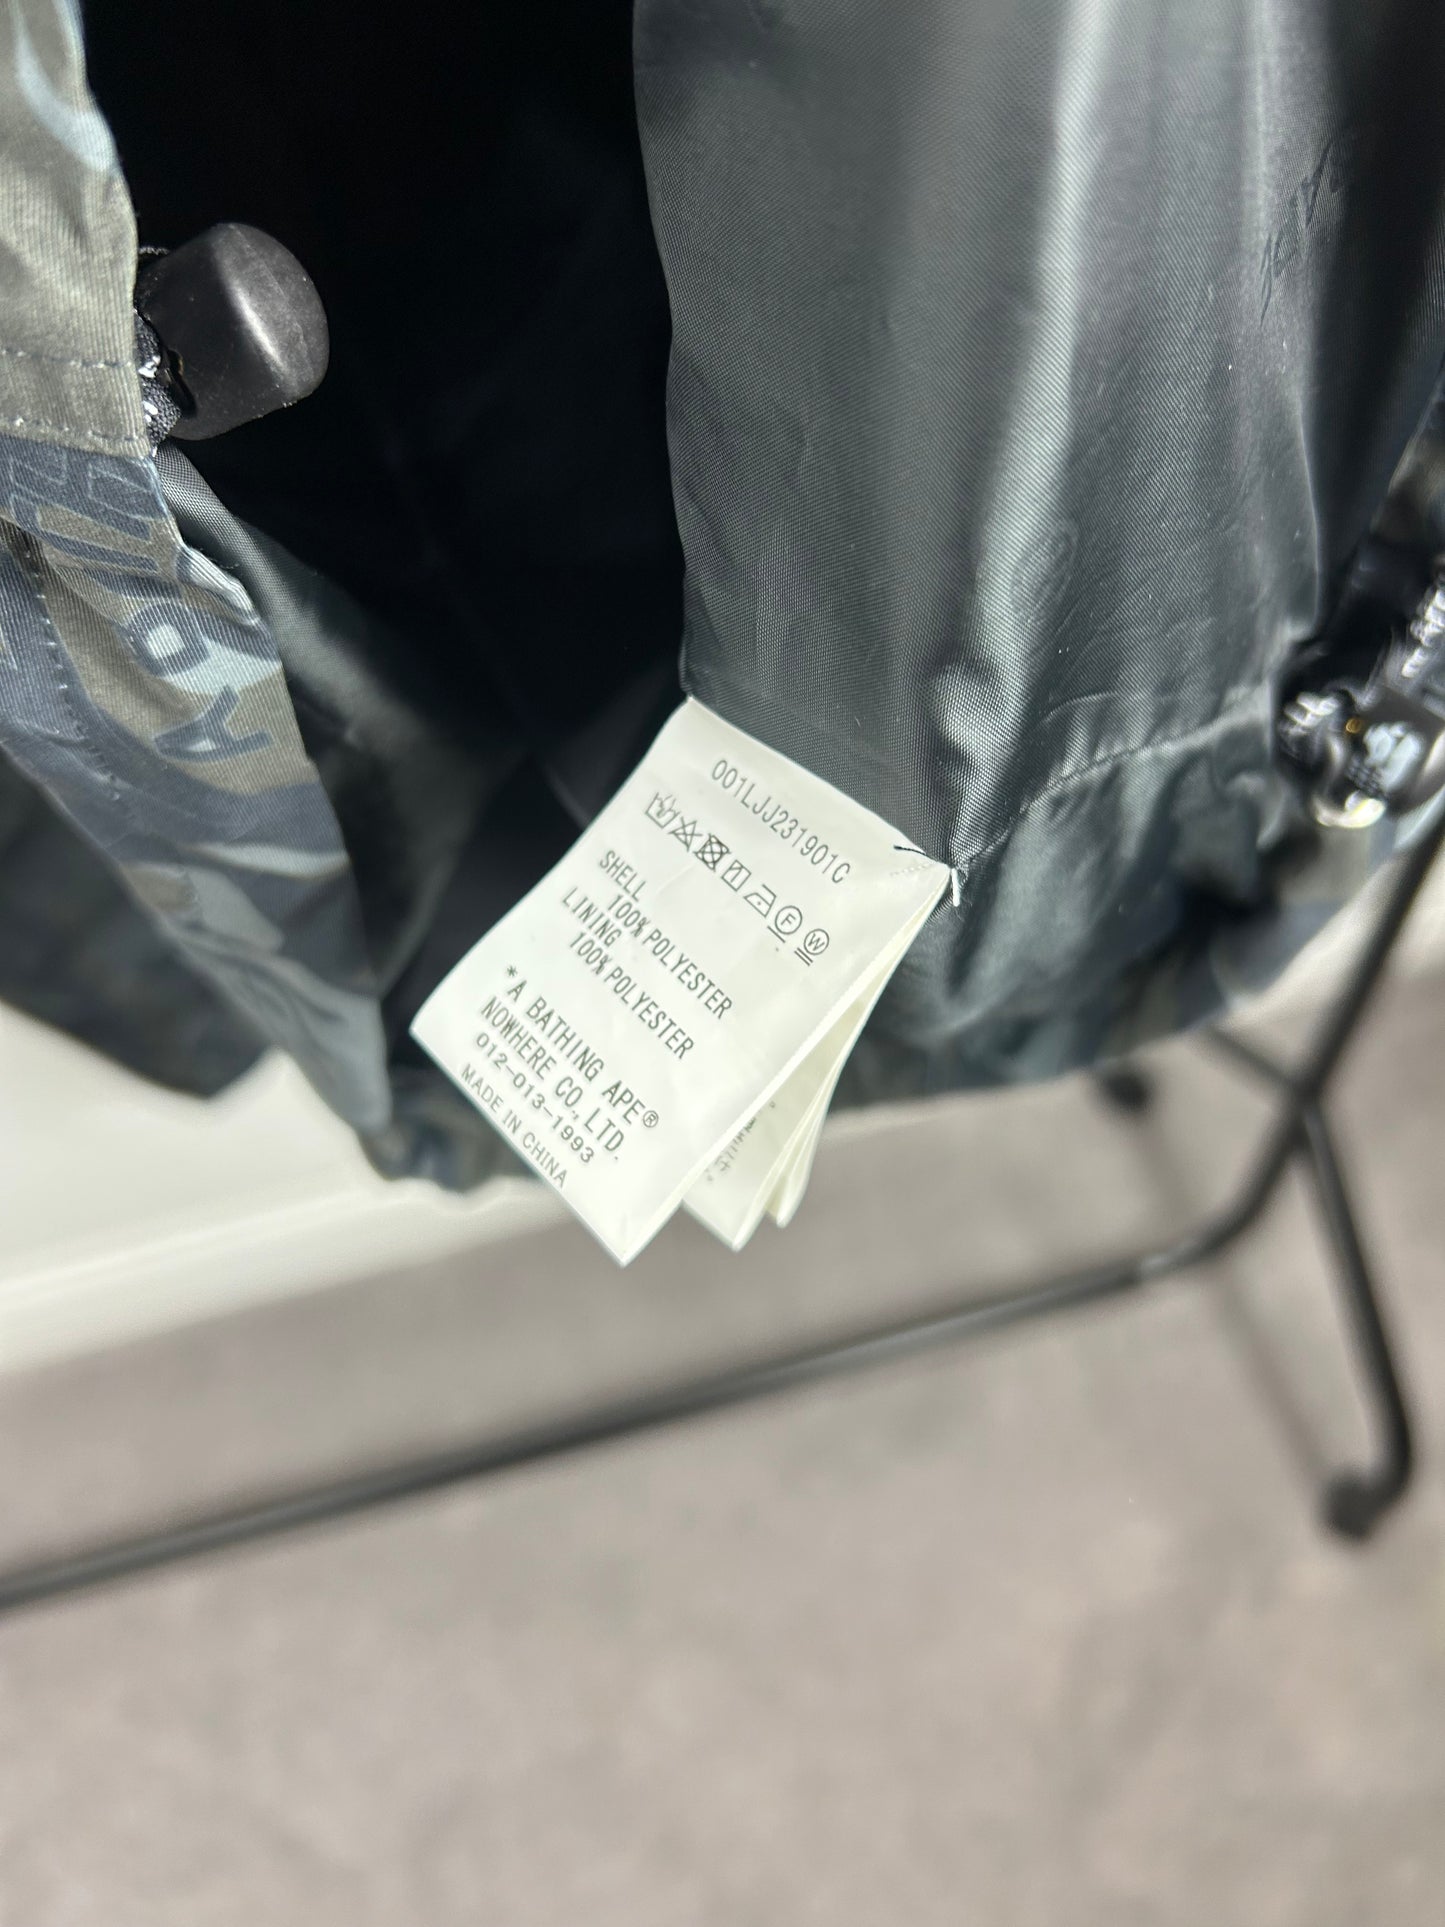 001LJJ231901C
F W
SHELL
100% POLYESTER
LINING
100% POLYESTER
*A BATHING APE®
NOWHERE CO., LTD.
012-013-1993
MADE IN CHINA